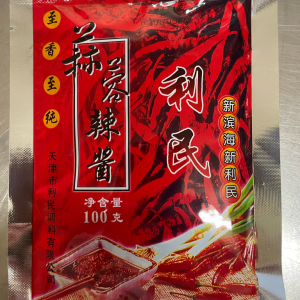 至香至纯
蒜蓉辣酱
利民
新滨海新利民
净含量
100克
天津市利民调料有限公司